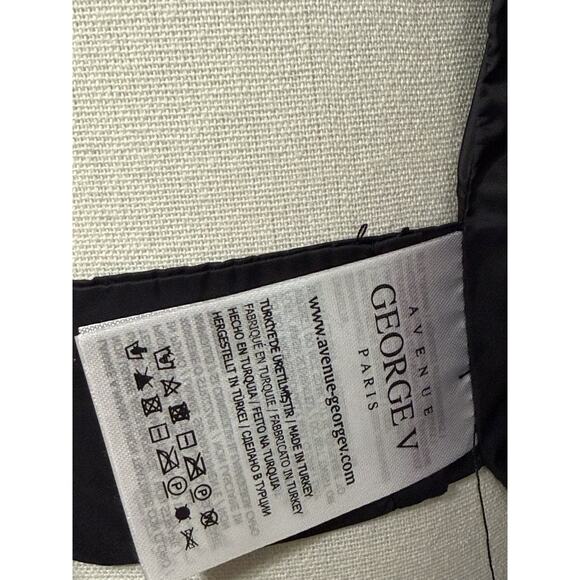 AVENUE
GEORGE V
PARIS
www.avenue-georgev.com
TÜRKİYE'DE ÜRETİLMİŞTİR / MADE IN TURKEY
FABRIQUÉ EN TURQUIE / FABBRICATO IN TURKEY
HECHO EN TURQUIA / FEITO NA TURQUIA
HERGESTELLT IN TÜRKEI / СДЕЛАНО В ТУРЦИИ